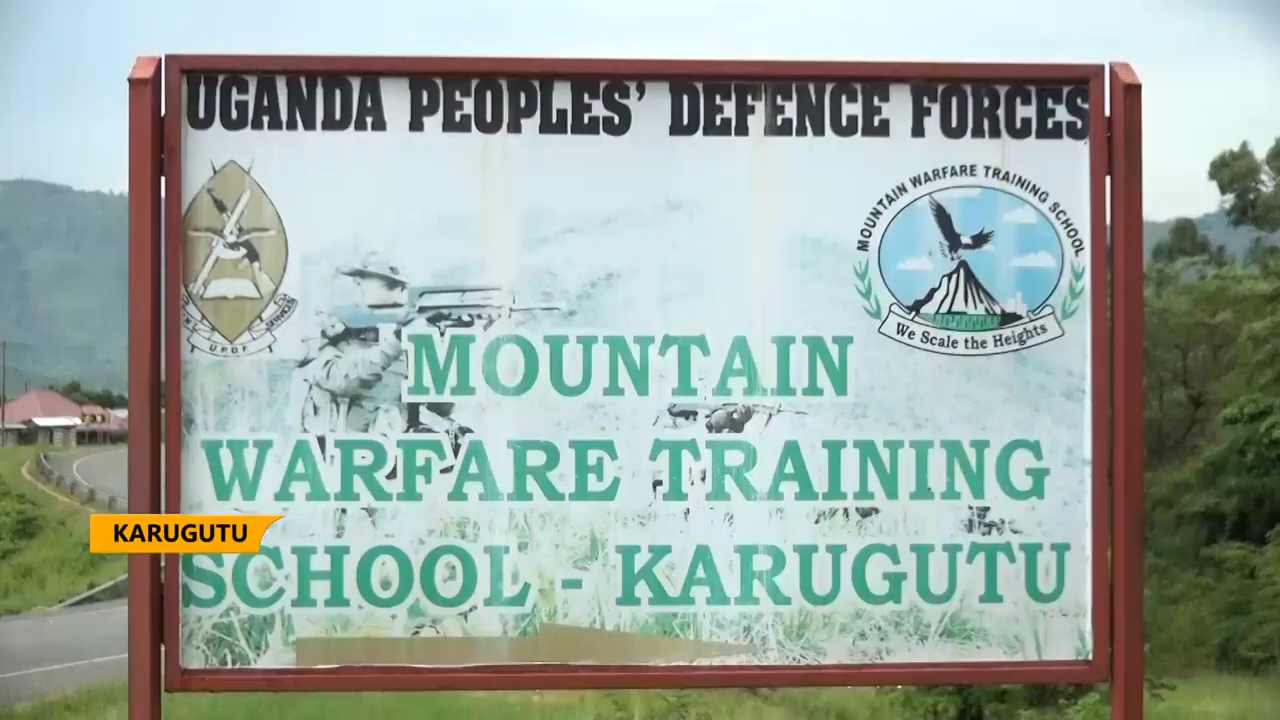 UGANDA PEOPLES' DEFENCE FORCES
U.P.D.F.
MOUNTAIN WARFARE TRAINING SCHOOL
We Scale the Heights
MOUNTAIN
WARFARE TRAINING
SCHOOL - KARUGUTU
KARUGUTU